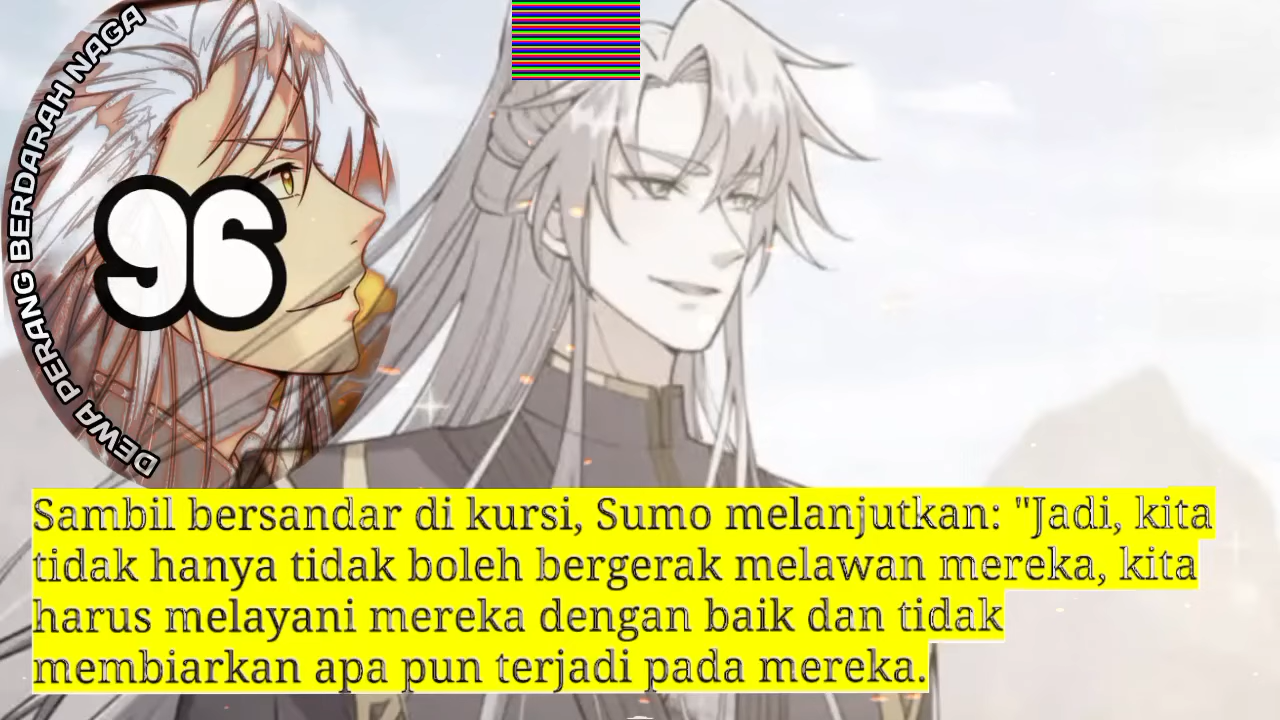 DEWA PERANG BERDARAH NAGA
96
Sambil bersandar di kursi, Sumo melanjutkan: "Jadi, kita
tidak hanya tidak boleh bergerak melawan mereka, kita
harus melayani mereka dengan baik dan tidak
membiarkan apa pun terjadi pada mereka.